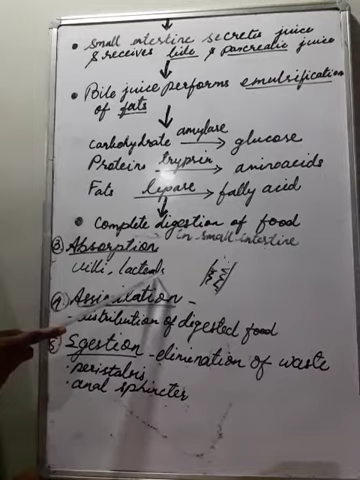 • Small intestine secretes juice
& receives bile & pancreatic juice
• Bile juice performs emulsification
of fats
Carbohydrate amylase → glucose
Proteins trypsin → aminoacids
Fats lepase → fatty acid
• Complete digestion of food
→ in small intestine
③ Absorption
villi, lacteals
④ Assimilation -
- distribution of digested food
⑤ Egestion - elimination of waste
• peristalsis
• anal sphincter